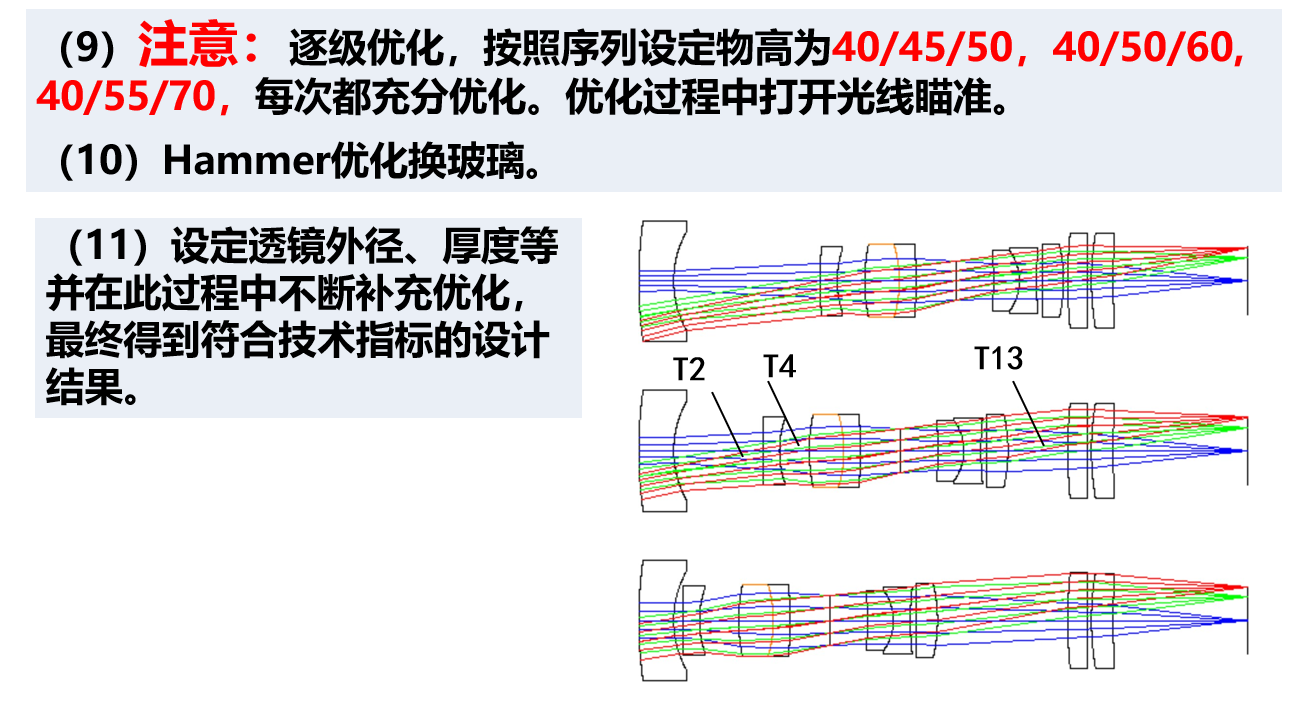 （9）注意：逐级优化，按照序列设定物高为40/45/50，40/50/60,
40/55/70，每次都充分优化。优化过程中打开光线瞄准。
（10）Hammer优化换玻璃。
（11）设定透镜外径、厚度等
并在此过程中不断补充优化，
最终得到符合技术指标的设计
结果。
T2 T4 T13